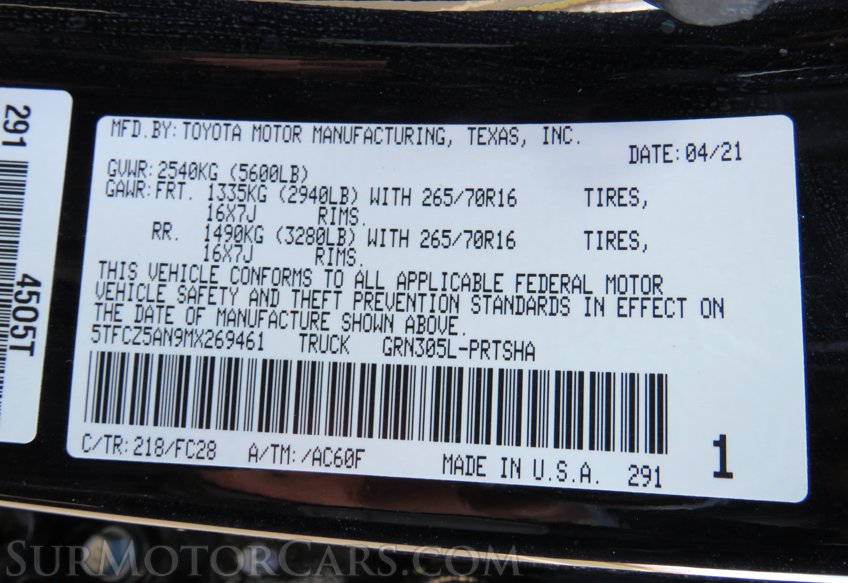 291 4505T
MFD.BY:TOYOTA MOTOR MANUFACTURING, TEXAS, INC.
DATE:04/21
GVWR:2540KG (5600LB)
GAWR:FRT. 1335KG (2940LB) WITH 265/70R16 TIRES,
16X7J RIMS.
RR. 1490KG (3280LB) WITH 265/70R16 TIRES,
16X7J RIMS.
THIS VEHICLE CONFORMS TO ALL APPLICABLE FEDERAL MOTOR
VEHICLE SAFETY AND THEFT PREVENTION STANDARDS IN EFFECT ON
THE DATE OF MANUFACTURE SHOWN ABOVE.
5TFCZ5AN9MX269461 TRUCK GRN305L-PRTSHA
C/TR:218/FC28 A/TM:/AC60F MADE IN U.S.A. 291 1
SURMOTORCARS.COM